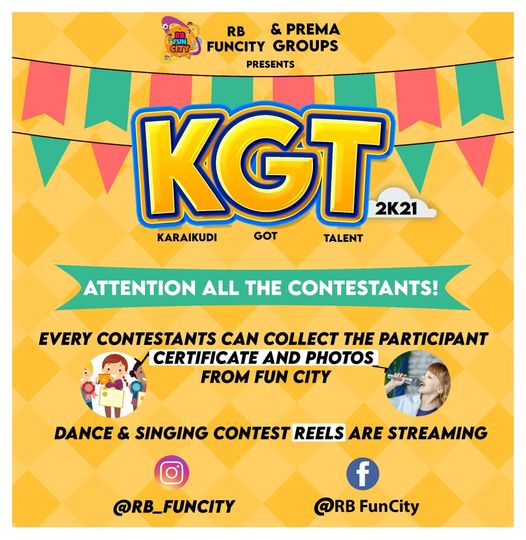 RB
FUN
CITY
RB
FUNCITY
& PREMA
GROUPS
PRESENTS
KGT
2K21
KARAIKUDI GOT TALENT
ATTENTION ALL THE CONTESTANTS!
EVERY CONTESTANTS CAN COLLECT THE PARTICIPANT
CERTIFICATE AND PHOTOS
FROM FUN CITY
DANCE & SINGING CONTEST REELS ARE STREAMING
@RB_FUNCITY
@RB FunCity